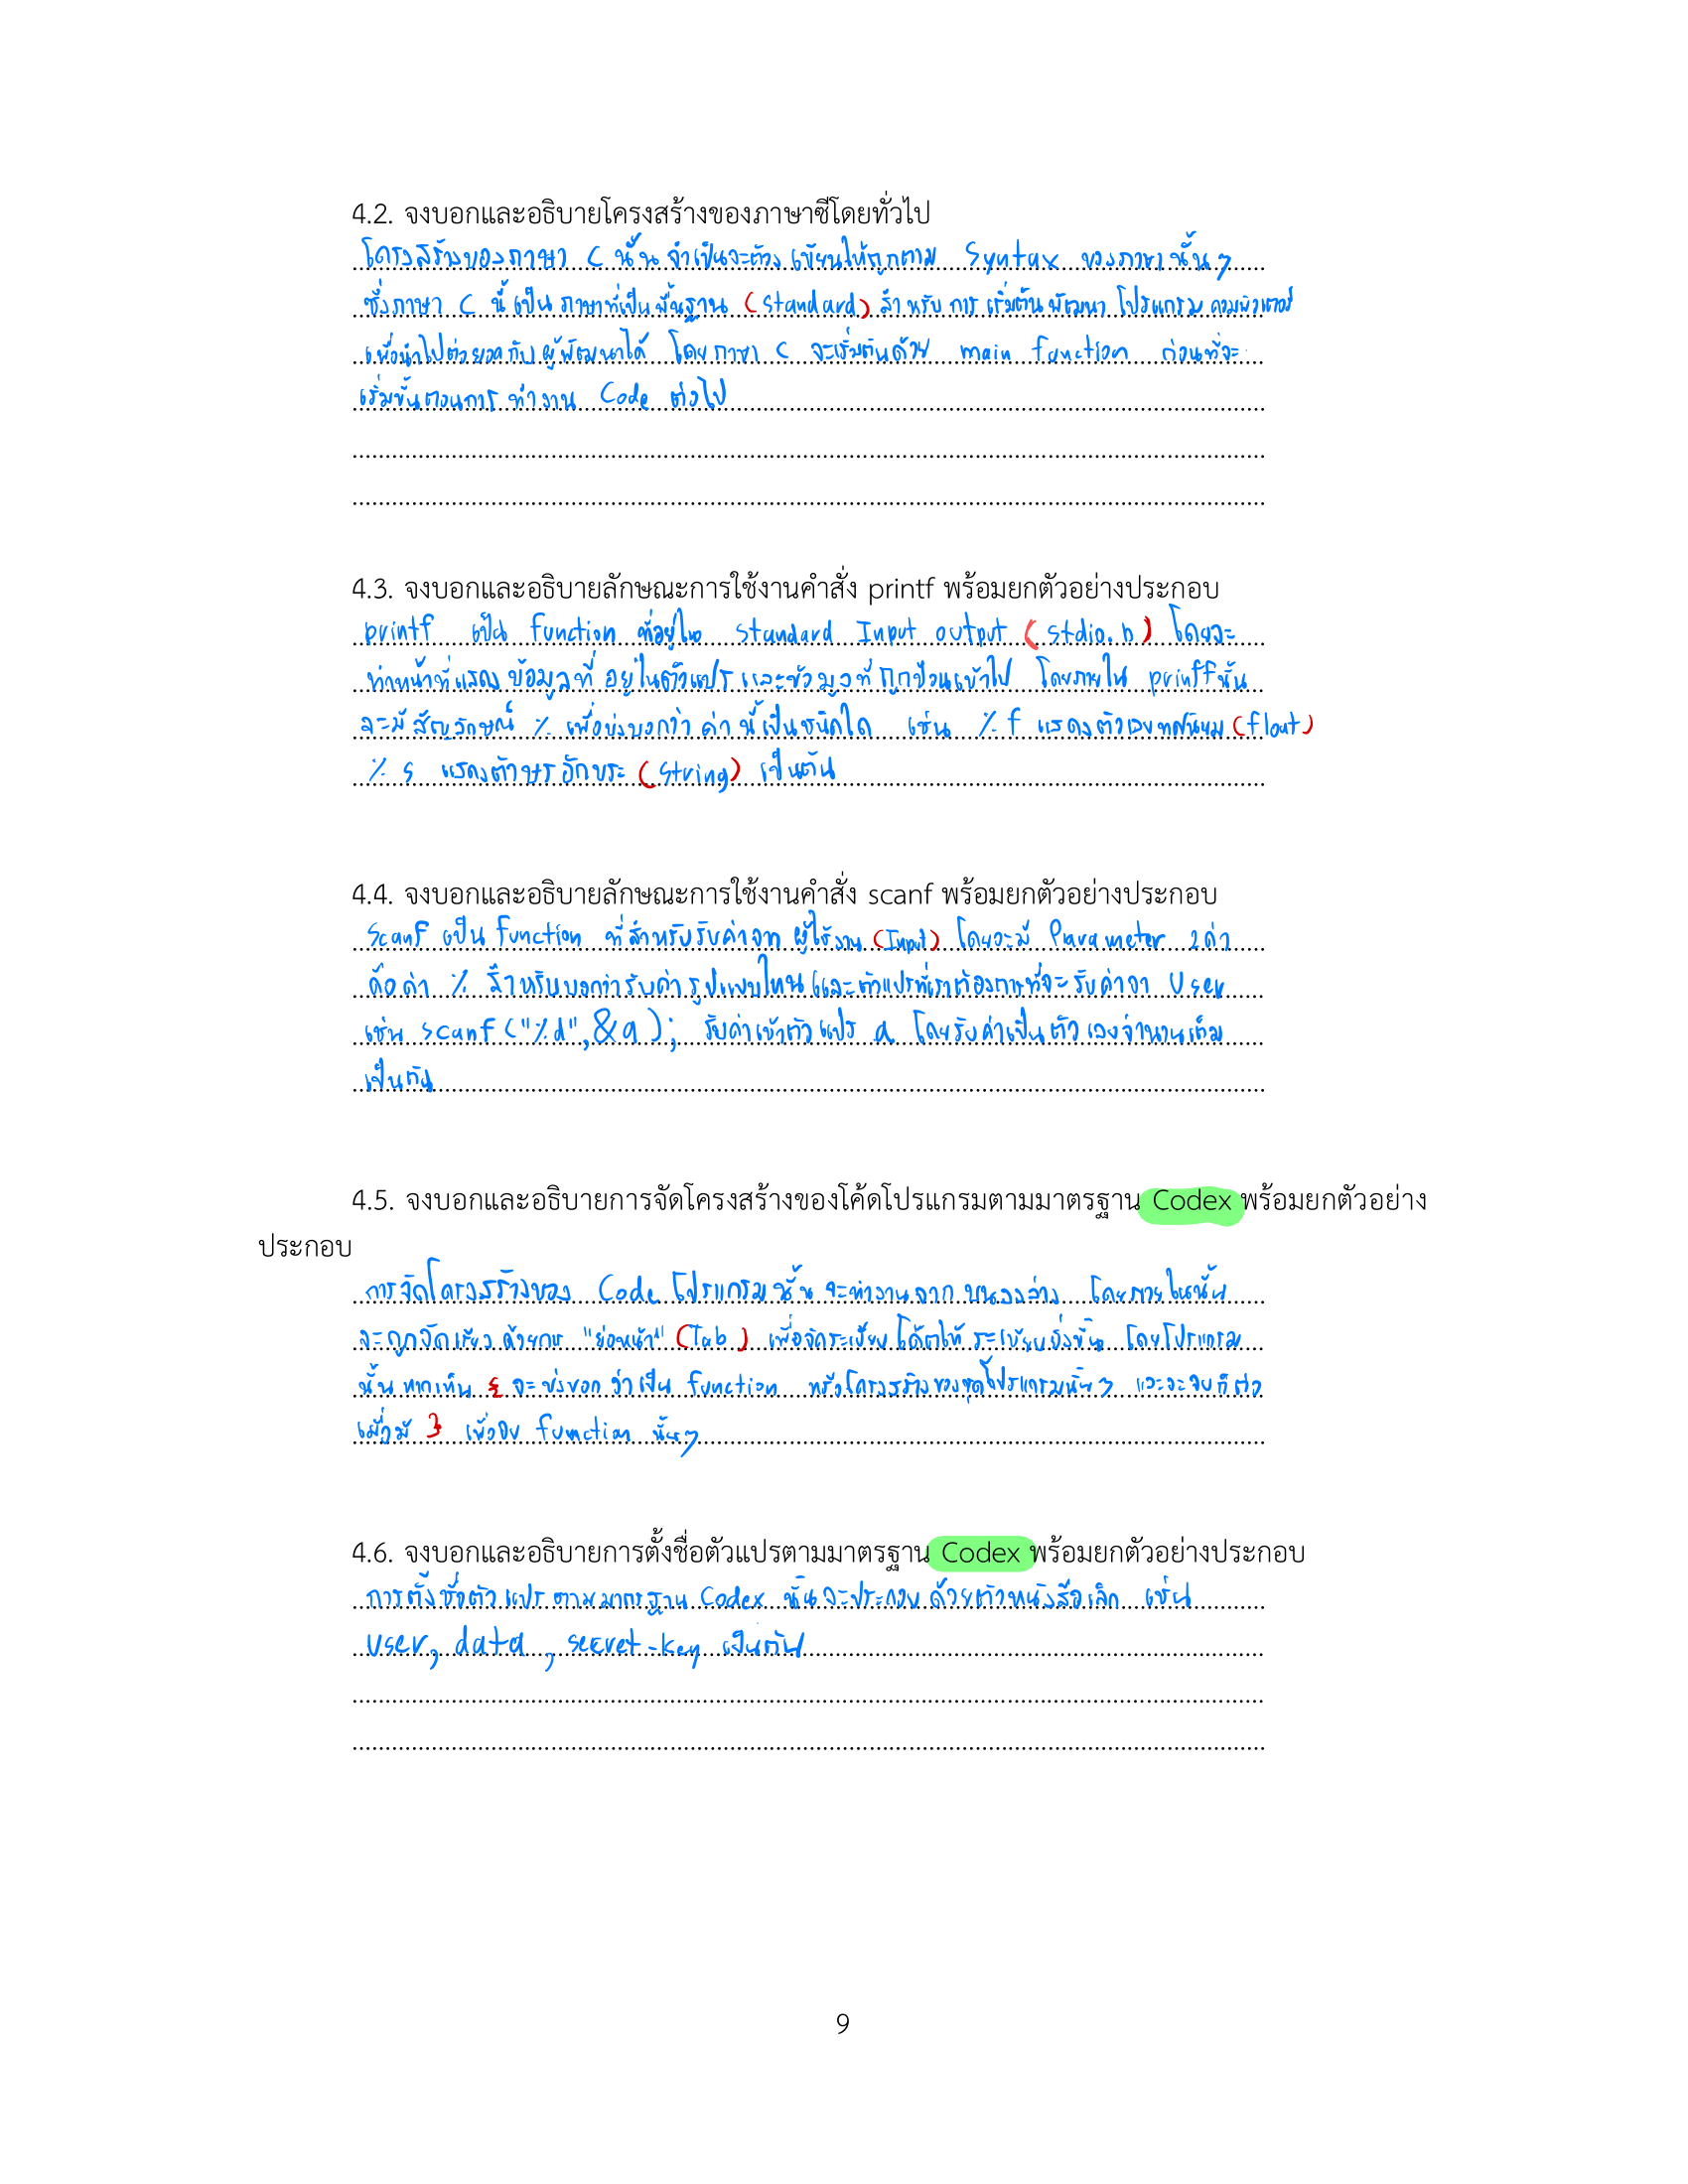 4.2. จงบอกและอธิบายโครงสร้างของภาษาซีโดยทั่วไป
โครงสร้างของภาษา C นั้น จำเป็นจะต้อง เขียนให้ถูกตาม Syntax ของภาษานั้นๆ
ซึ่งภาษา C นี้ เป็น ภาษาที่เป็นพื้นฐาน (Standard) สำหรับ การ เริ่มต้น พัฒนา โปรแกรม คอมพิวเตอร์
เพื่อนำไปต่อยอดกับ ผู้พัฒนาได้ โดย ภาษา C จะเริ่มต้นด้วย main function ก่อนที่จะ
เริ่มขั้นตอนการ ทำงาน Code ต่อไป
4.3. จงบอกและอธิบายลักษณะการใช้งานคำสั่ง printf พร้อมยกตัวอย่างประกอบ
printf เป็น function ที่อยู่ใน Standard Input output (stdio.h) โดยจะ
ทำหน้าที่แสดง ข้อมูลที่ อยู่ในตัวแปร และข้อมูลที่ ถูกป้อนเข้าไป โดยภายใน printf นั้น
จะมี สัญลักษณ์ % เพื่อบ่งบอกว่า ค่า นี้เป็นชนิดใด เช่น %f แสดงตัวเลขทศนิยม (float)
%s แสดงตัวอักษร อักขระ (String) เป็นต้น
4.4. จงบอกและอธิบายลักษณะการใช้งานคำสั่ง scanf พร้อมยกตัวอย่างประกอบ
Scanf เป็น function ที่สำหรับรับค่าจาก ผู้ใช้งาน (Input) โดยจะมี Parameter 2 ค่า
คือ ค่า % สำหรับบอกว่ารับค่า รูปแบบไหน และตัวแปรที่เราต้องการที่จะ รับค่าจาก User
เช่น scanf ("%d", &a); รับค่าเข้าตัวแปร a โดยรับค่าเป็น ตัวเลขจำนวนเต็ม
เป็นต้น
4.5. จงบอกและอธิบายการจัดโครงสร้างของโค้ดโปรแกรมตามมาตรฐาน Codex พร้อมยกตัวอย่าง
ประกอบ
การจัดโครงสร้างของ Code โปรแกรม นั้น จะทำงาน จาก บนลงล่าง โดยภายในนั้น
จะถูกจัดเรียง ด้วยการ "ย่อหน้า" (Tab) เพื่อจัดระเบียบ โค้ดให้ ระเบียบยิ่งขึ้น โดยโปรแกรม
นั้น หากเห็น { จะ บ่งบอก ว่าเป็น function หรือโครงสร้างของชุดโปรแกรมนั้นๆ และจะจบก็ต่อ
เมื่อมี } เพื่อจบ function นั้นๆ
4.6. จงบอกและอธิบายการตั้งชื่อตัวแปรตามมาตรฐาน Codex พร้อมยกตัวอย่างประกอบ
การตั้งชื่อตัวแปร ตามมาตรฐาน Codex นั้น จะประกอบ ด้วยตัวหนังสือเล็ก เช่น
user, data, secret-key เป็นต้น
9